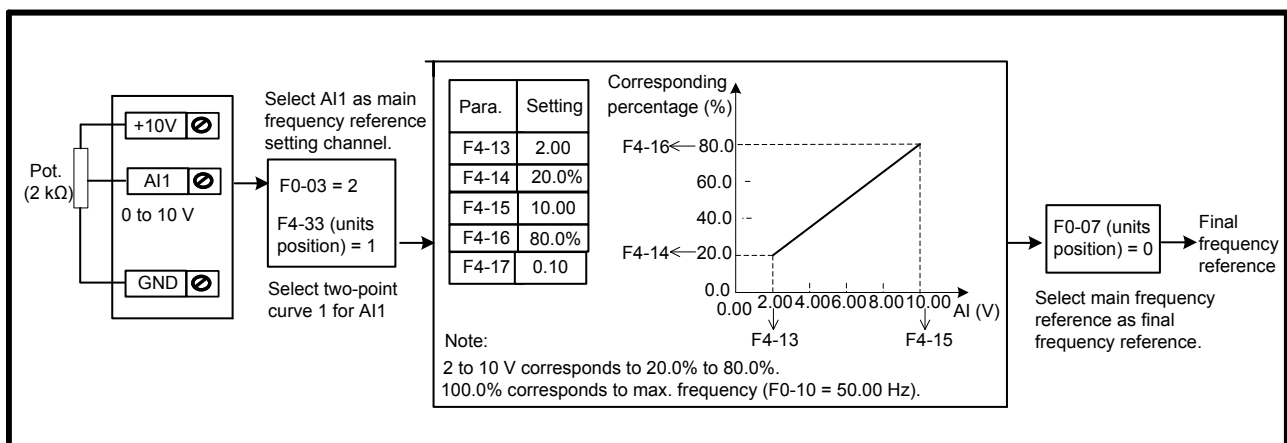 +10V
Pot.
(2 kΩ)
AI1
0 to 10 V
GND
Select AI1 as main
frequency reference
setting channel.
F0-03 = 2
F4-33 (units
position) = 1
Select two-point
curve 1 for AI1
Para. Setting
F4-13 2.00
F4-14 20.0%
F4-15 10.00
F4-16 80.0%
F4-17 0.10
Corresponding
percentage (%)
F4-16 80.0
60.0
40.0
F4-14 20.0
0.0
0.00 2.00 4.00 6.00 8.00 10.00 AI (V)
F4-13 F4-15
Note:
2 to 10 V corresponds to 20.0% to 80.0%.
100.0% corresponds to max. frequency (F0-10 = 50.00 Hz).
F0-07 (units
position) = 0
Select main frequency
reference as final
frequency reference.
Final
frequency
reference